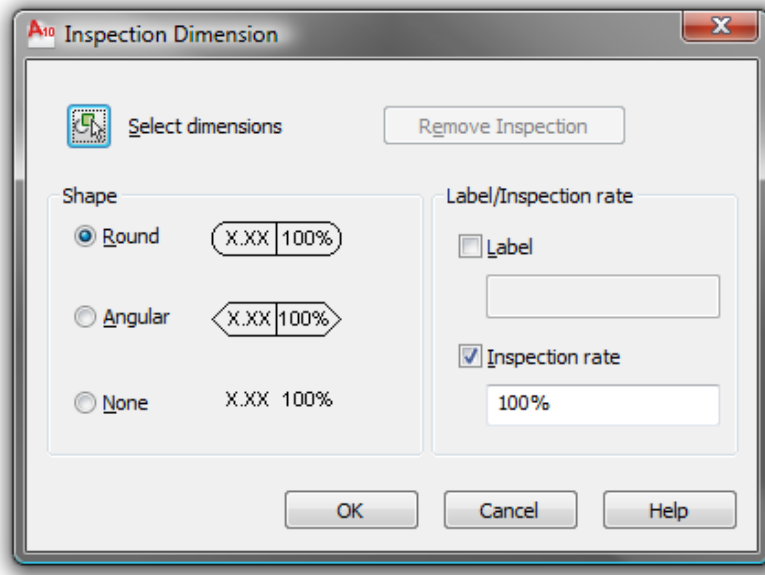 A10 Inspection Dimension
Select dimensions
Remove Inspection
Shape
Round
X.XX 100%
Angular
X.XX 100%
None
X.XX 100%
Label/Inspection rate
Label
Inspection rate
100%
OK
Cancel
Help